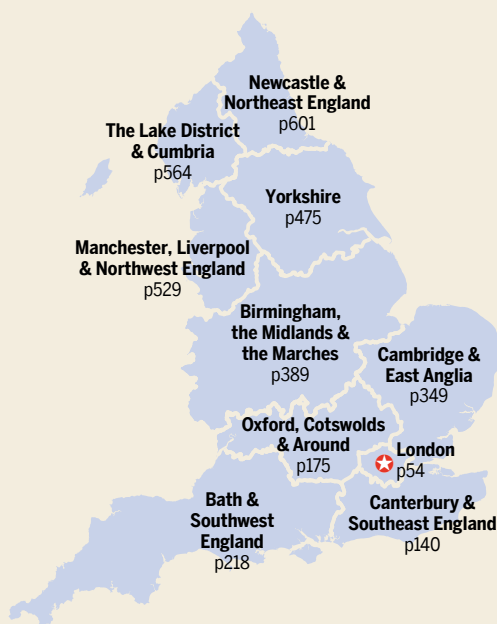 Newcastle &
Northeast England
p601
The Lake District
& Cumbria
p564
Yorkshire
p475
Manchester, Liverpool
& Northwest England
p529
Birmingham,
the Midlands &
the Marches
p389
Cambridge &
East Anglia
p349
Oxford, Cotswolds
& Around
p175
London
p54
Bath &
Southwest
England
p218
Canterbury &
Southeast England
p140